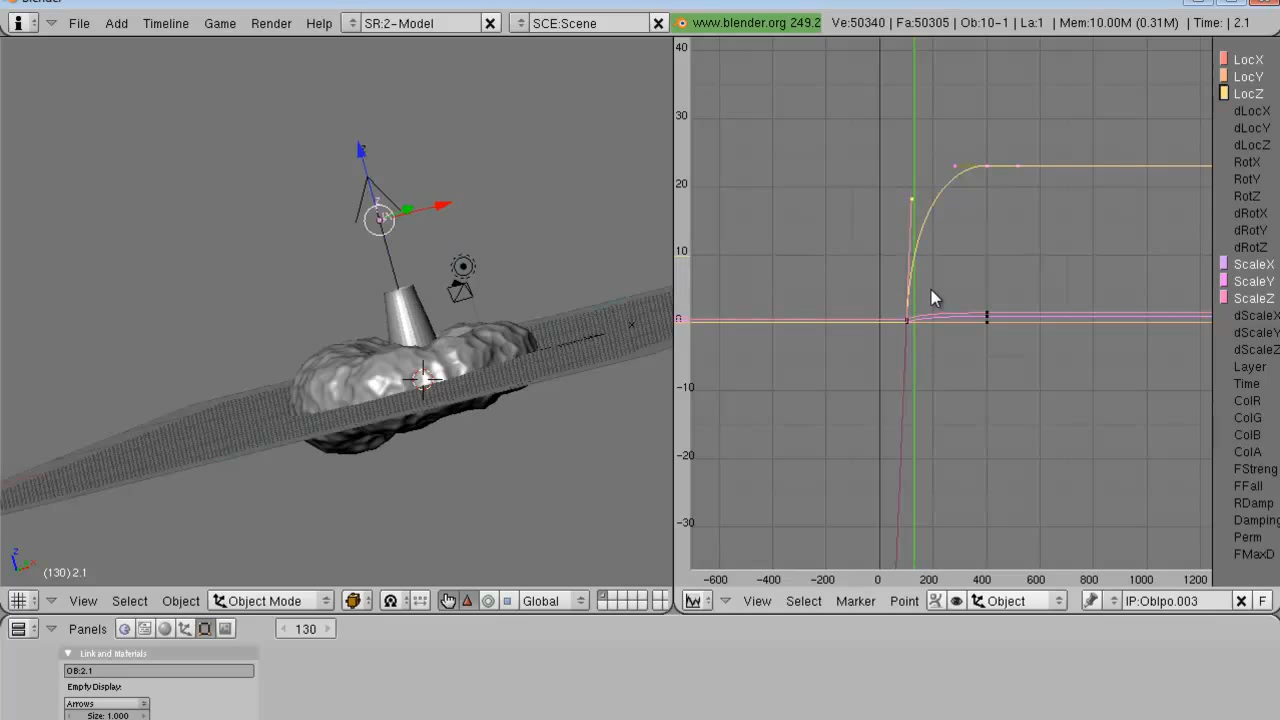 Blender
File Add Timeline Game Render Help SR:2-Model SCE:Scene www.blender.org 249.2 Ve:50340 | Fa:50305 | Ob:10-1 | La:1 | Mem:10.00M (0.31M) | Time: | 2.1
40
30
20
10
0
-10
-20
-30
-600 -400 -200 0 200 400 600 800 1000 1200
LocX
LocY
LocZ
dLocX
dLocY
dLocZ
RotX
RotY
RotZ
dRotX
dRotY
dRotZ
ScaleX
ScaleY
ScaleZ
dScaleX
dScaleY
dScaleZ
Layer
Time
ColR
ColG
ColB
ColA
FStreng
FFall
RDamp
Damping
Perm
FMaxD
z
x
z
x
(130) 2.1
View Select Object Object Mode Global
View Select Marker Point Object IP:ObIpo.003 F
Panels 130
Link and Materials
OB:2.1
Empty Display:
Arrows
Size: 1.000